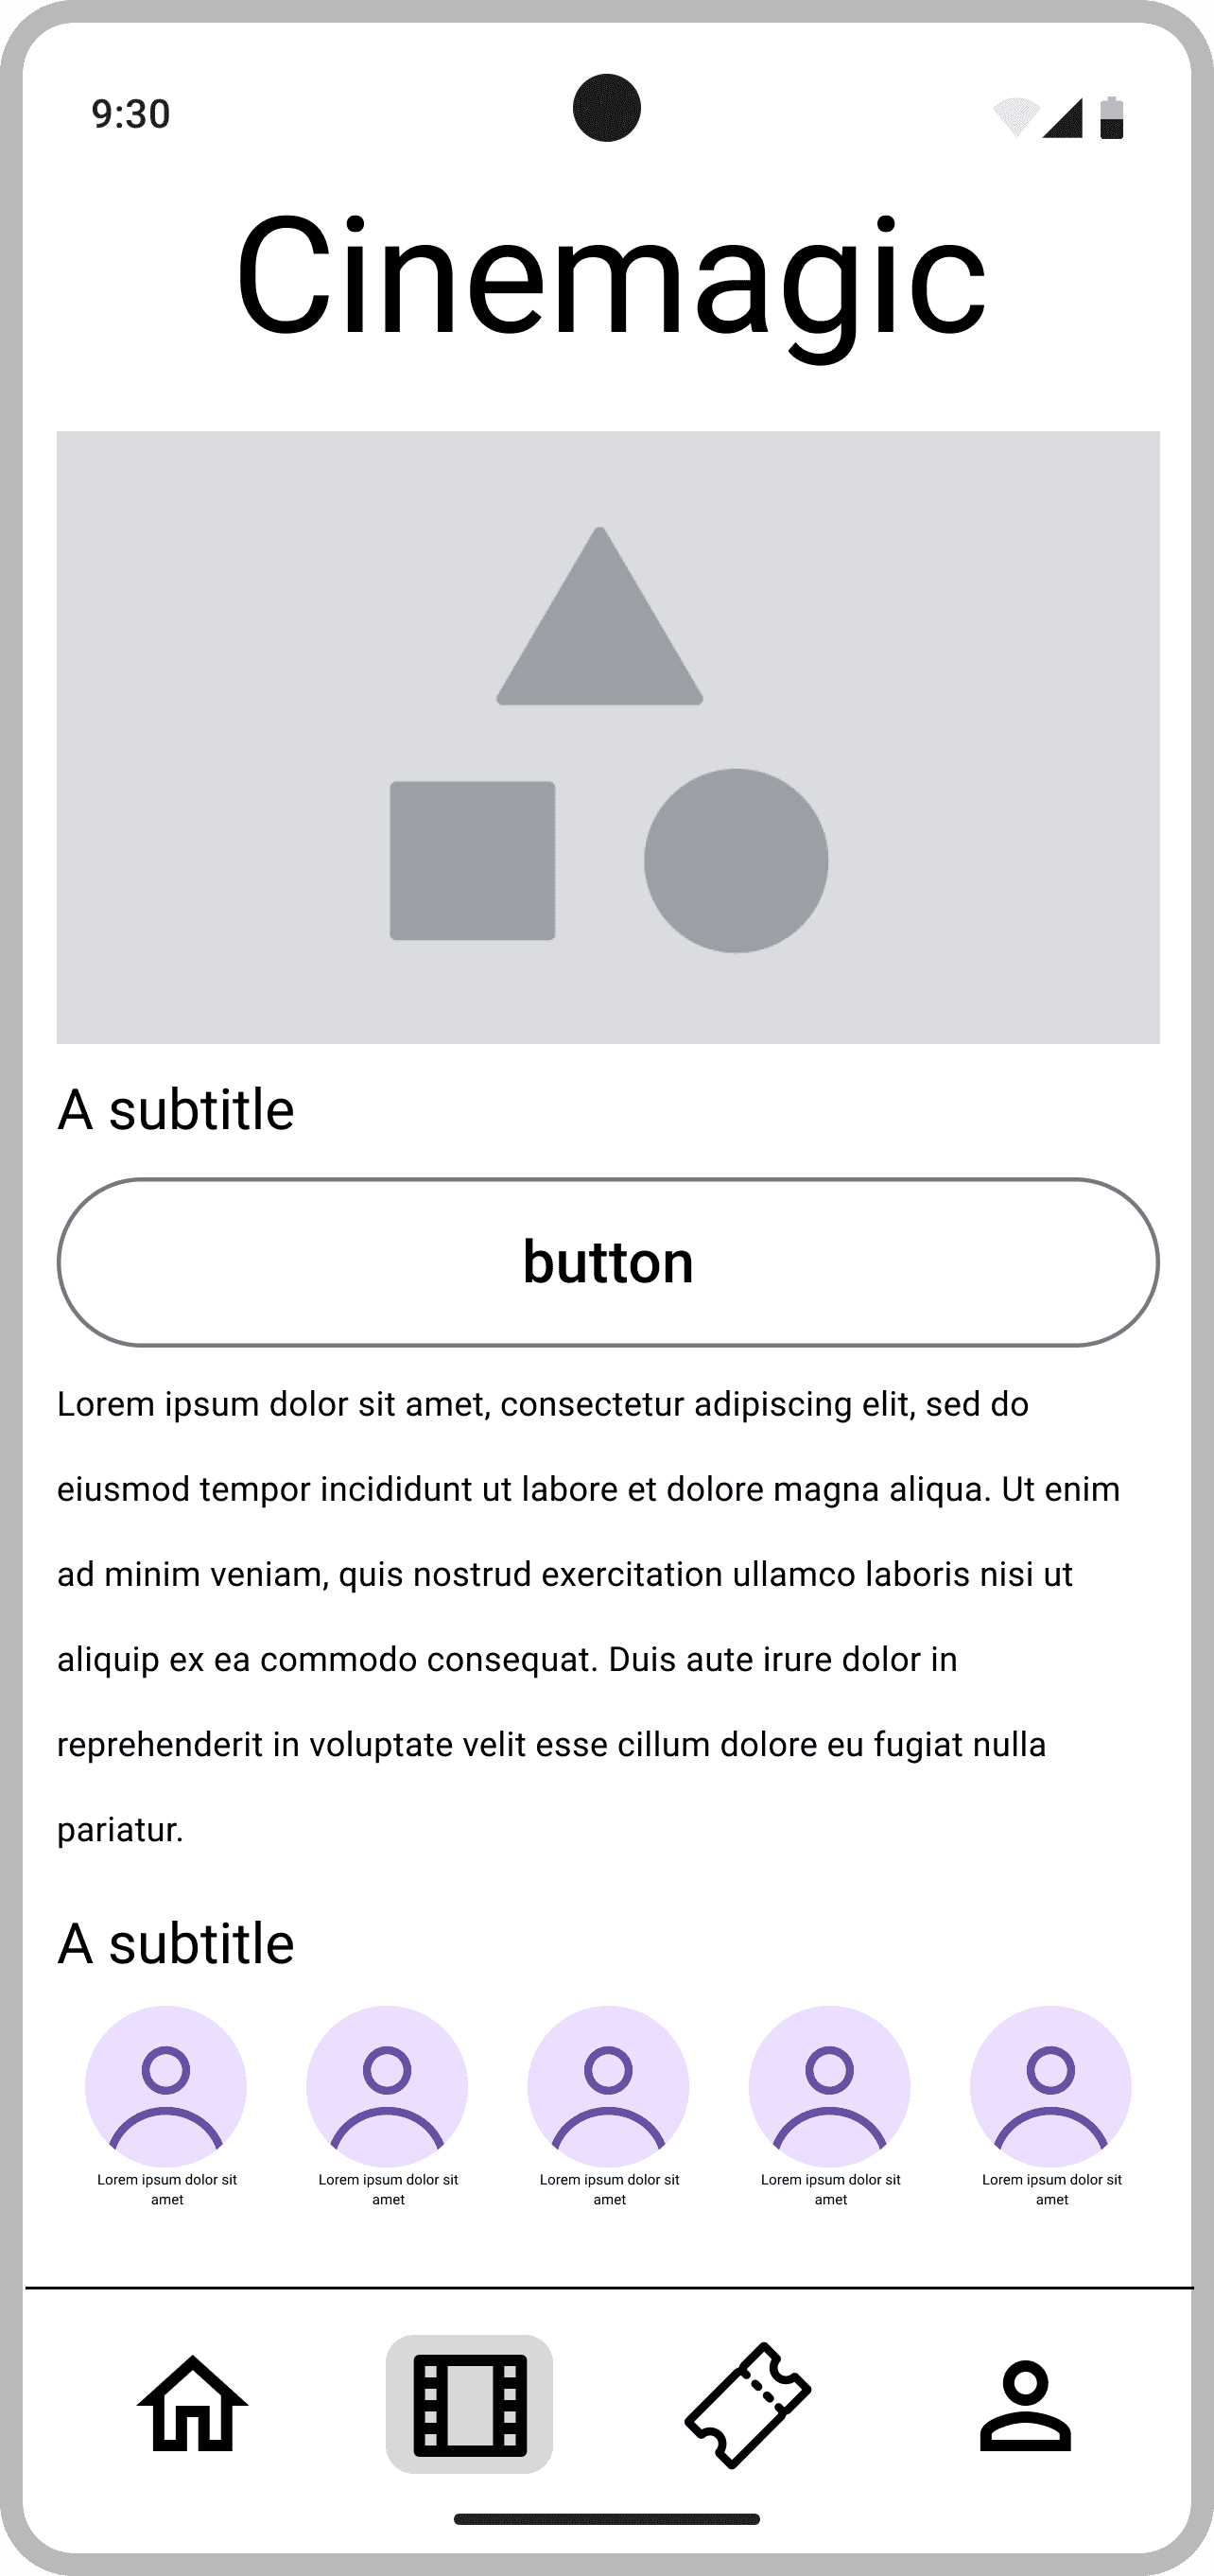 9:30
Cinemagic
A subtitle
button
Lorem ipsum dolor sit amet, consectetur adipiscing elit, sed do
eiusmod tempor incididunt ut labore et dolore magna aliqua. Ut enim
ad minim veniam, quis nostrud exercitation ullamco laboris nisi ut
aliquip ex ea commodo consequat. Duis aute irure dolor in
reprehenderit in voluptate velit esse cillum dolore eu fugiat nulla
pariatur.
A subtitle
Lorem ipsum dolor sit
amet
Lorem ipsum dolor sit
amet
Lorem ipsum dolor sit
amet
Lorem ipsum dolor sit
amet
Lorem ipsum dolor sit
amet